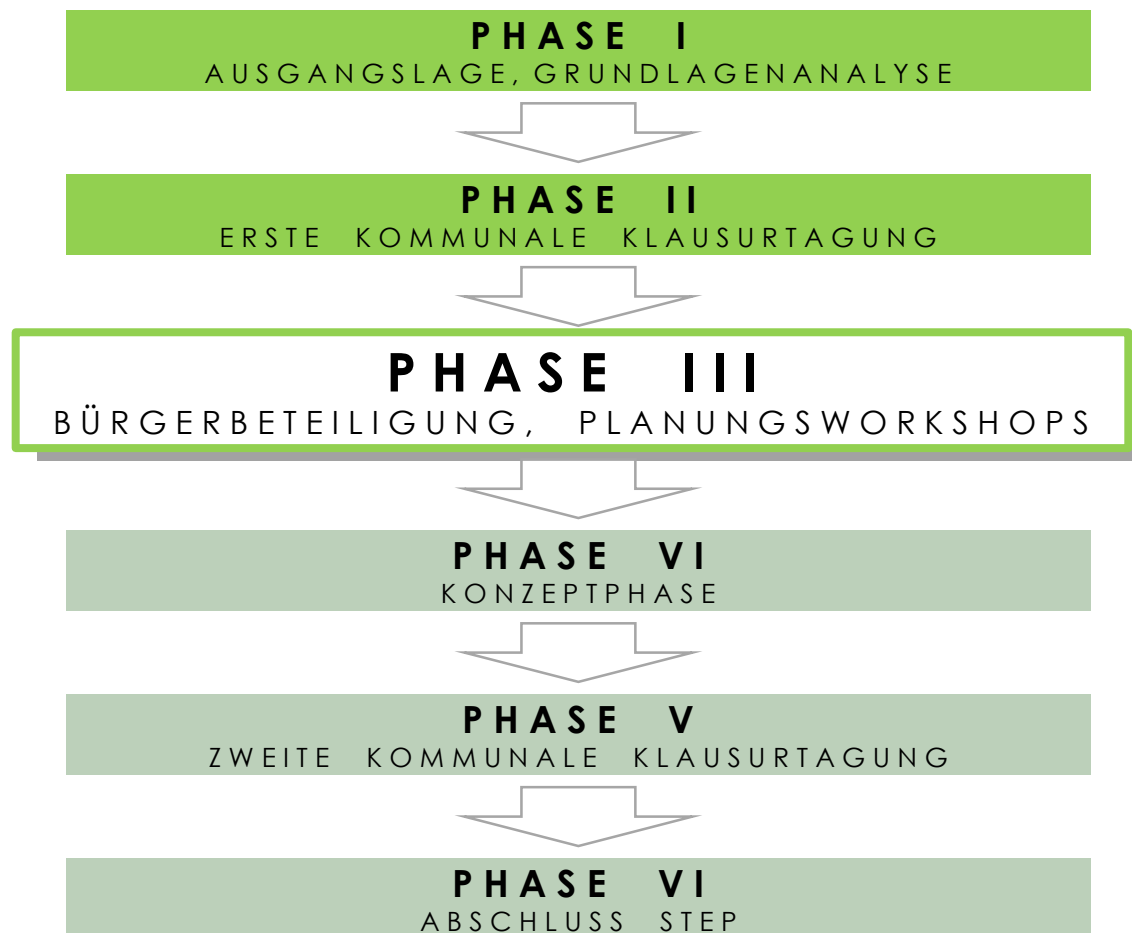 PHASE I
AUSGANGSLAGE, GRUNDLAGENANALYSE
PHASE II
ERSTE KOMMUNALE KLAUSURTAGUNG
PHASE III
BÜRGERBETEILIGUNG, PLANUNGSWORKSHOPS
PHASE VI
KONZEPTPHASE
PHASE V
ZWEITE KOMMUNALE KLAUSURTAGUNG
PHASE VI
ABSCHLUSS STEP